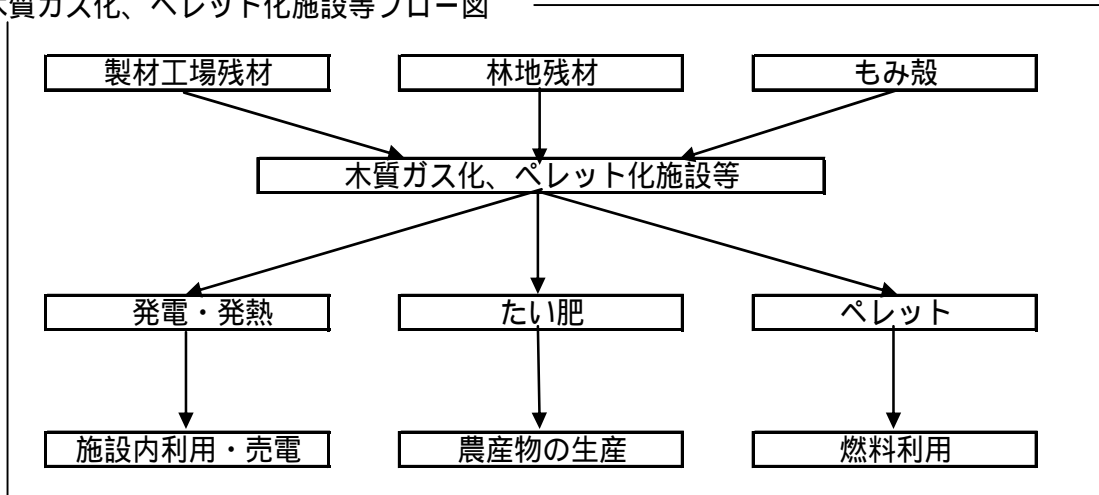 木質ガス化、ペレット化施設等フロー図
製材工場残材 林地残材 もみ殻
木質ガス化、ペレット化施設等
発電・発熱 たい肥 ペレット
施設内利用・売電 農産物の生産 燃料利用